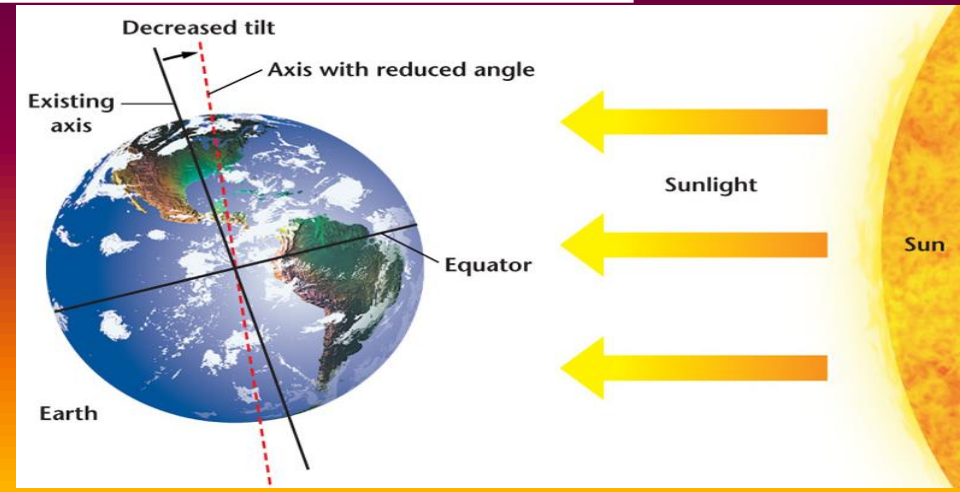 Decreased tilt
Axis with reduced angle
Existing
axis
Sunlight
Sun
Equator
Earth